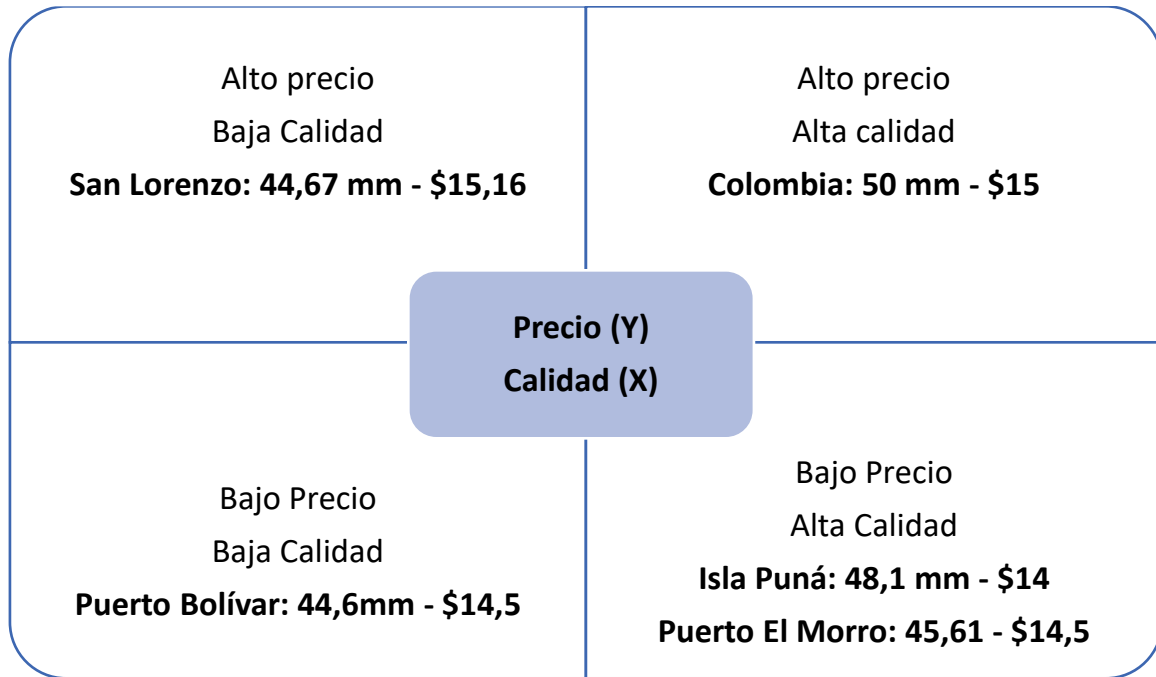 Alto precio
Baja Calidad
San Lorenzo: 44,67 mm - $15,16
Alto precio
Alta calidad
Colombia: 50 mm - $15
Precio (Y)
Calidad (X)
Bajo Precio
Baja Calidad
Puerto Bolívar: 44,6mm - $14,5
Bajo Precio
Alta Calidad
Isla Puná: 48,1 mm - $14
Puerto El Morro: 45,61 - $14,5